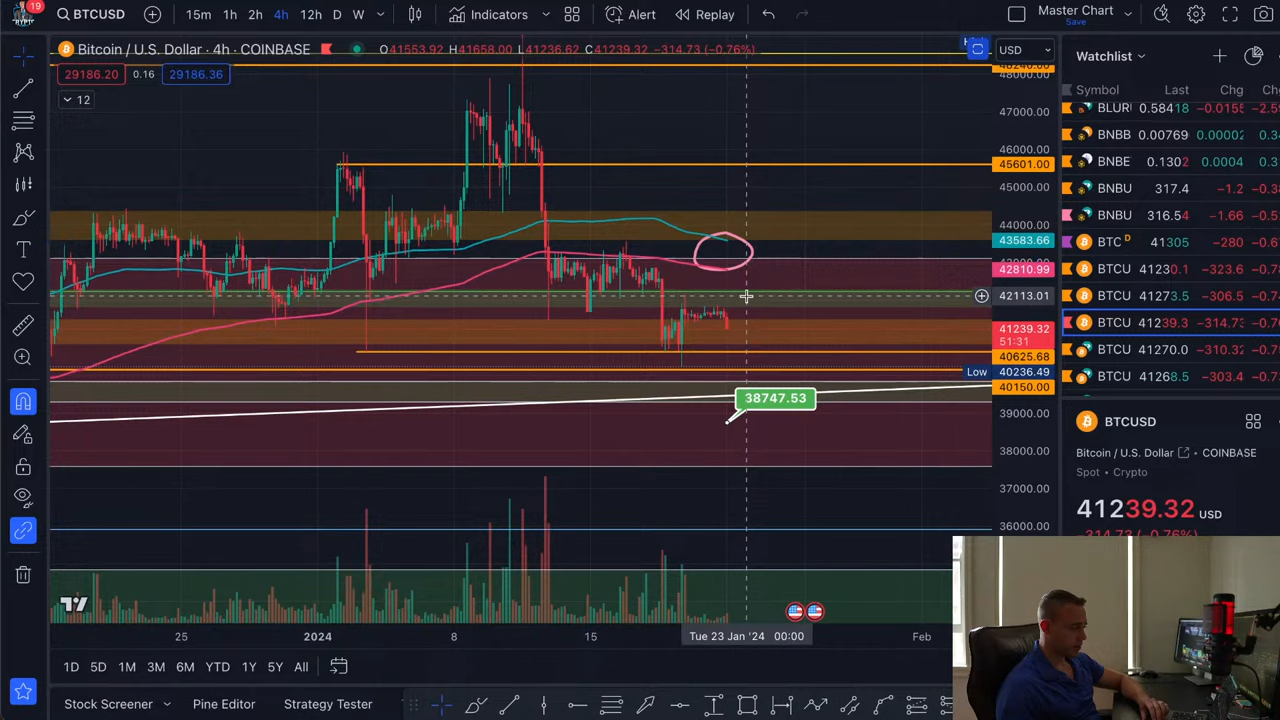 19
BTCUSD
15m 1h 2h 4h 12h D W
Indicators
Alert
Replay
Master Chart
Save
Bitcoin / U.S. Dollar · 4h · COINBASE
O41553.92 H41658.00 L41236.62 C41239.32 −314.73 (−0.76%)
USD
29186.20 0.16 29186.36
12
48000.00
47000.00
46000.00
45601.00
45000.00
44000.00
43583.66
42810.99
42113.01
41239.32
51:31
40625.68
Low 40236.49
40150.00
39000.00
38000.00
37000.00
36000.00
38747.53
25 2024 8 15 Tue 23 Jan '24 00:00 Feb
1D 5D 1M 3M 6M YTD 1Y 5Y All
Stock Screener
Pine Editor
Strategy Tester
Watchlist
Symbol Last Chg Ch
BLUR 0.58418 −0.015
BNBB 0.00769 0.00002
BNBE 0.1302 0.0004 0.3
BNBU 317.4 −1.2
BNBU 316.54 −1.66
BTC D 41305 −280
BTCU 41230.1 −323.6
BTCU 41273.5 −306.5
BTCU 41239.3 −314.73
BTCU 41270.0 −310.32
BTCU 41268.5 −303.4
BTCUSD
Bitcoin / U.S. Dollar COINBASE
Spot • Crypto
41239.32 USD
−314.73 (−0.76%)